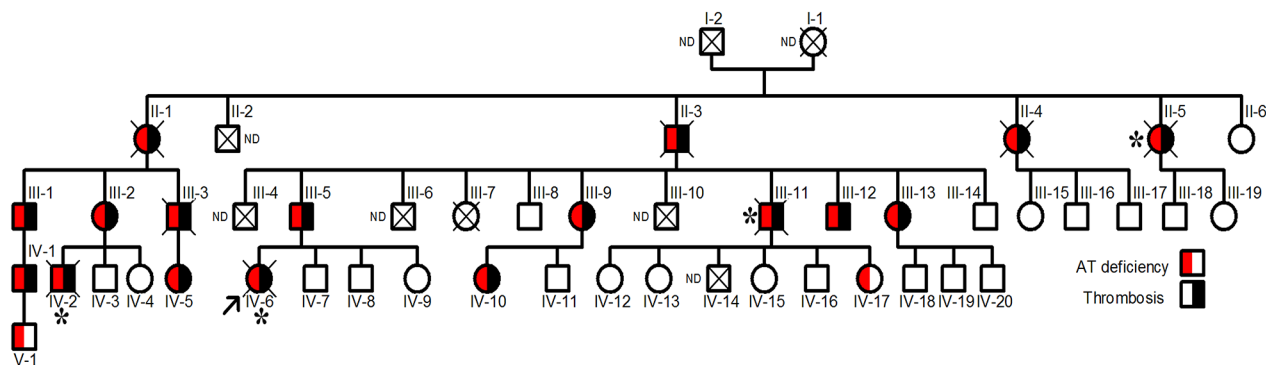 I-2 I-1
ND ND
II-1 II-2 II-3 II-4 II-5 II-6
ND *
III-1 III-2 III-3 III-4 III-5 III-6 III-7 III-8 III-9 III-10 III-11 III-12 III-13 III-14 III-15 III-16 III-17 III-18 III-19
ND ND ND *
IV-1
ND
IV-2 IV-3 IV-4 IV-5 IV-6 IV-7 IV-8 IV-9 IV-10 IV-11 IV-12 IV-13 IV-14 IV-15 IV-16 IV-17 IV-18 IV-19 IV-20
* *
V-1
AT deficiency
Thrombosis